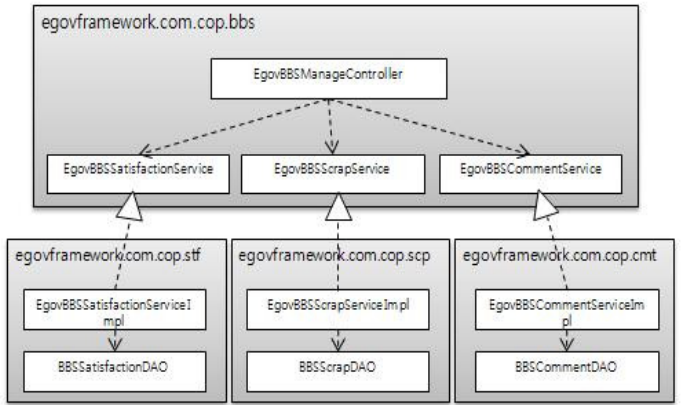 egovframework.com.cop.bbs
EgovBBSManageController
EgovBBSSatisfactionService
EgovBBSScrapService
EgovBBSCommentService
egovframework.com.cop.stf
egovframework.com.cop.scp
egovframework.com.cop.cmt
EgovBBSSatisfactionServiceI
mpl
EgovBBSScrapServiceImpl
EgovBBSCommentServiceIm
pl
BBSSatisfactionDAO
BBSScrapDAO
BBSCommentDAO